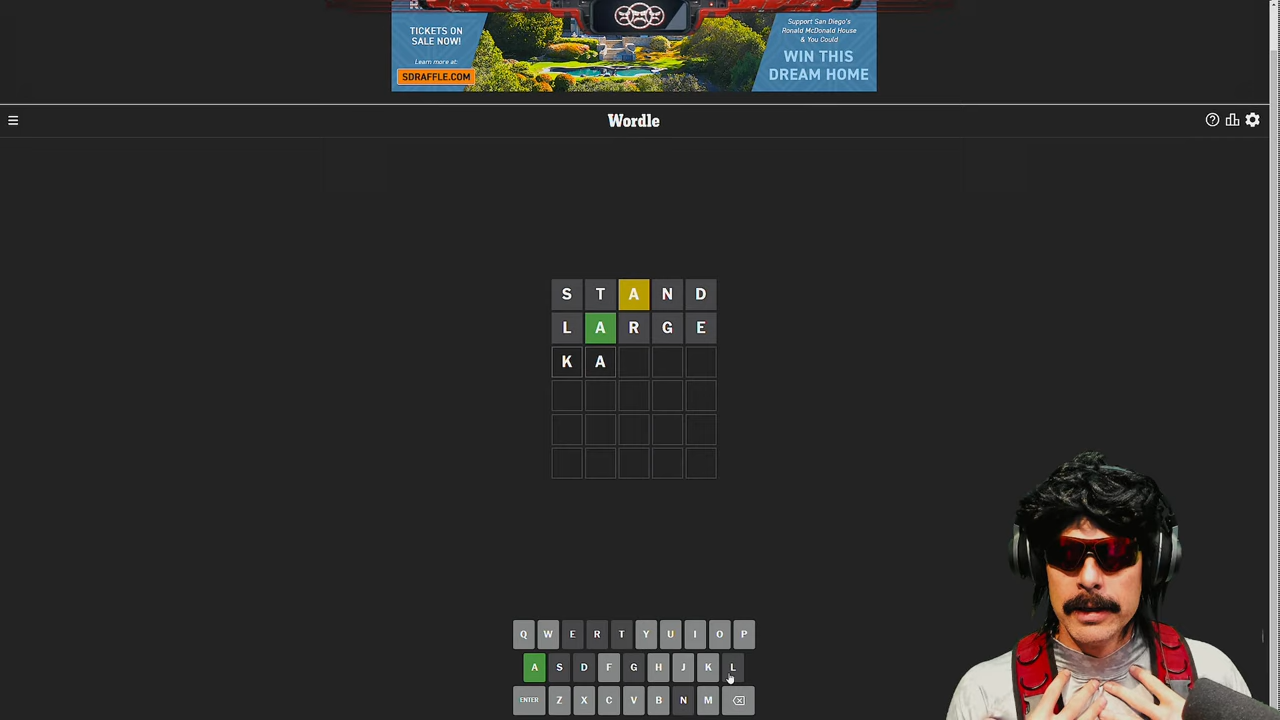 TICKETS ON
SALE NOW!
Learn more at:
SDRAFFLE.COM
Support San Diego's
Ronald McDonald House
& You Could
WIN THIS
DREAM HOME
Wordle
S T A N D
L A R G E
K A
Q W E R T Y U I O P
A S D F G H J K L
ENTER Z X C V B N M